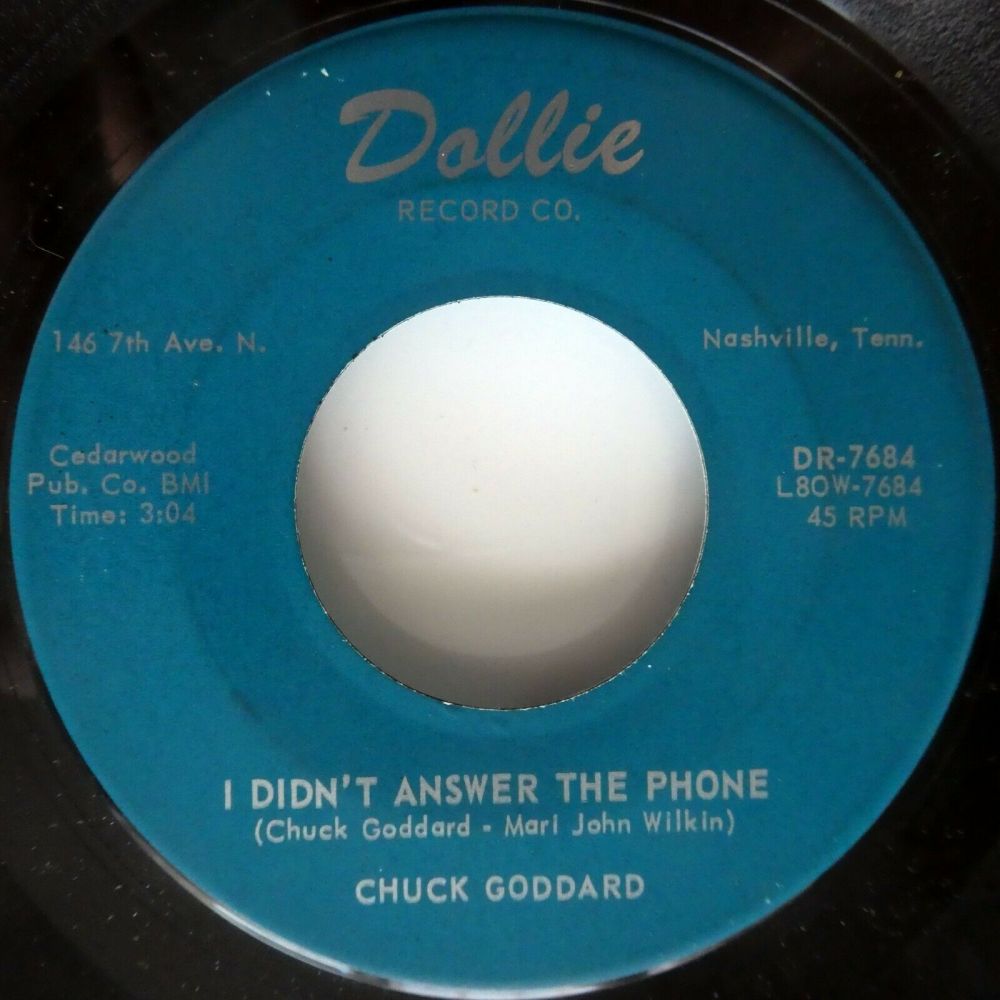 Dollie
RECORD CO.
146 7th Ave. N.
Nashville, Tenn.
Cedarwood
Pub. Co. BMI
Time: 3:04
DR-7684
L8OW-7684
45 RPM
I DIDN'T ANSWER THE PHONE
(Chuck Goddard - Mari John Wilkin)
CHUCK GODDARD